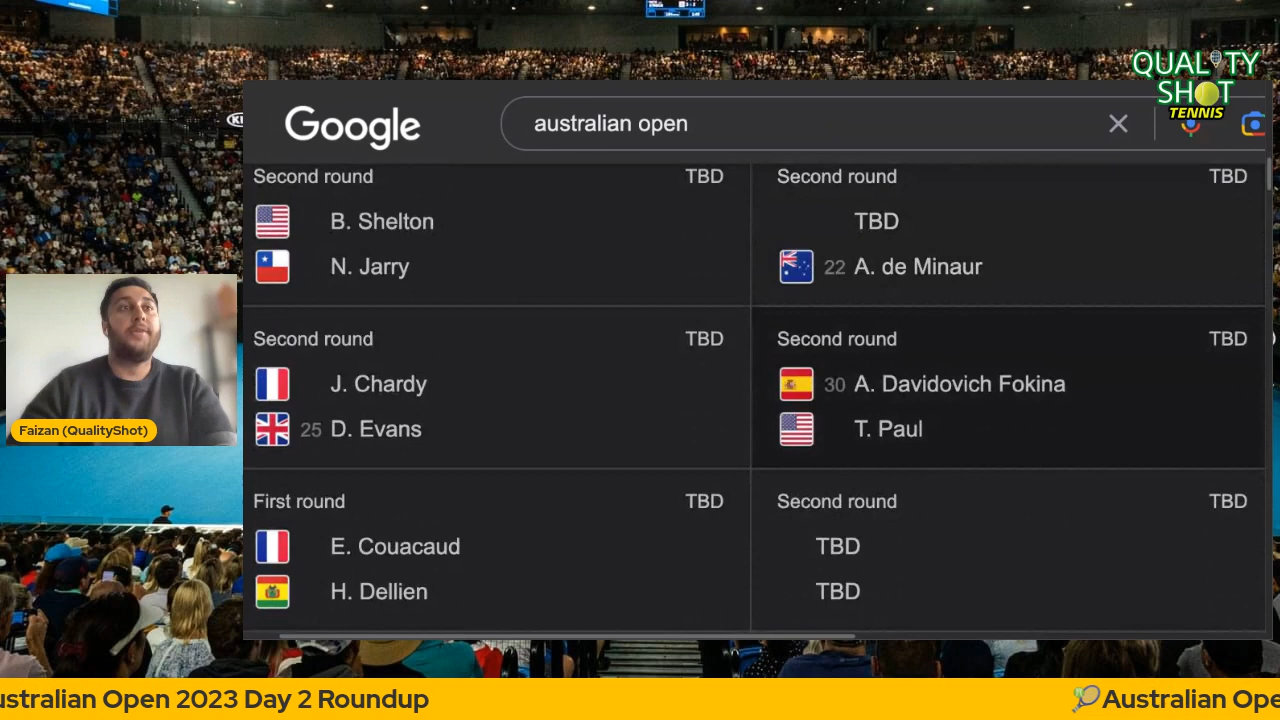 QUALITY
SHOT
TENNIS
Google
australian open
Second round TBD
B. Shelton
N. Jarry
Second round TBD
TBD
22 A. de Minaur
Second round TBD
J. Chardy
25 D. Evans
Second round TBD
30 A. Davidovich Fokina
T. Paul
First round TBD
E. Couacaud
H. Dellien
Second round TBD
TBD
TBD
Faizan (QualityShot)
ustralian Open 2023 Day 2 Roundup
Australian Ope